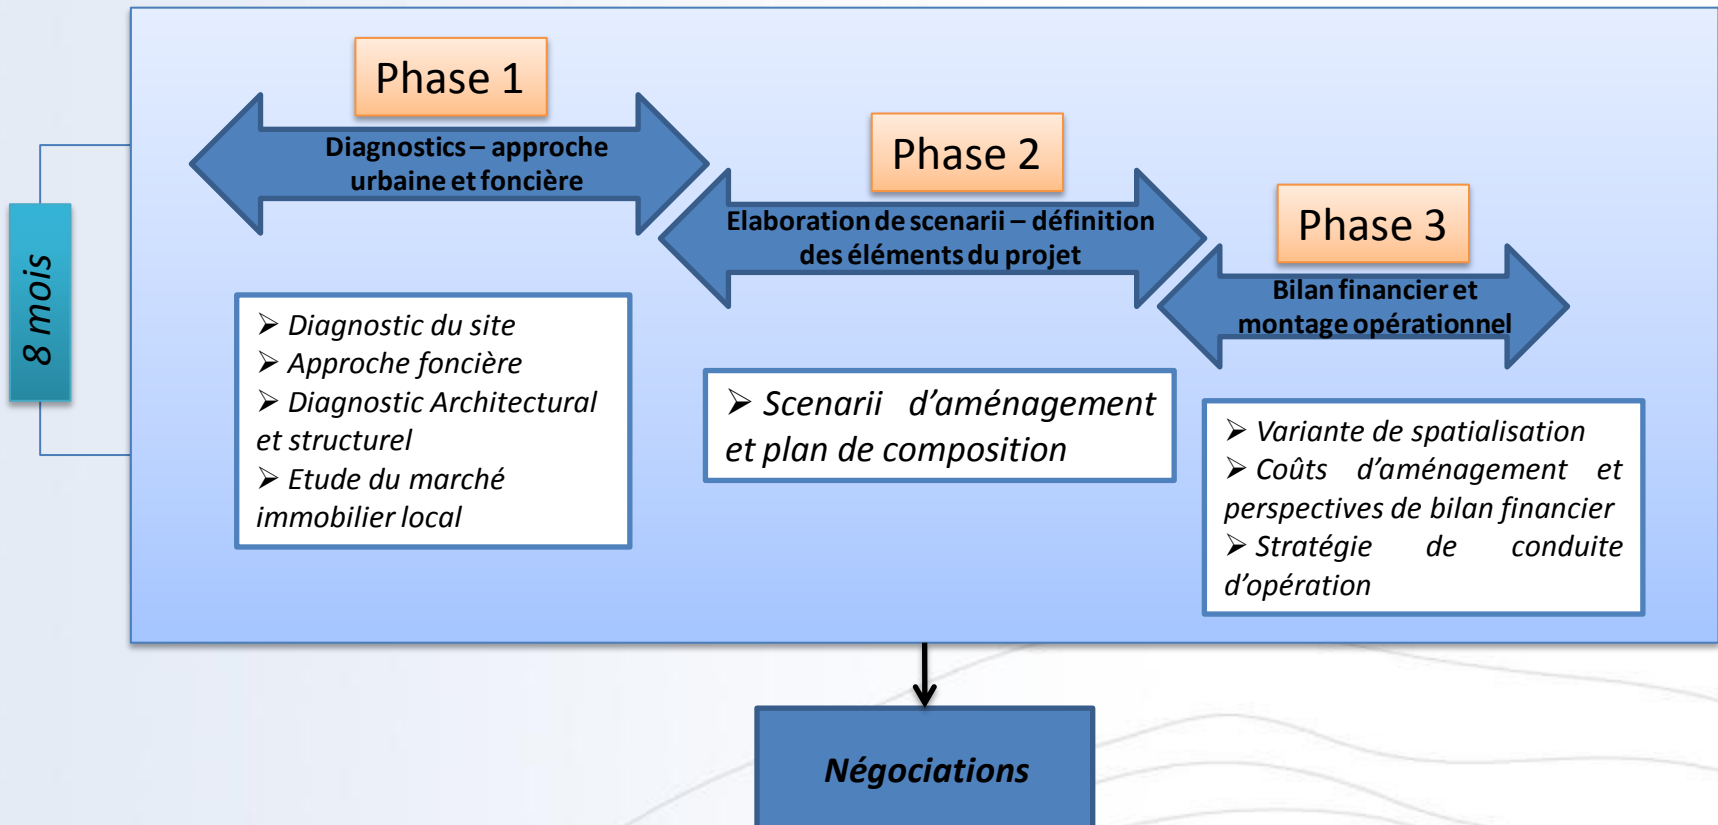 8 mois
Phase 1
Diagnostics – approche
urbaine et foncière
➢ Diagnostic du site
➢ Approche foncière
➢ Diagnostic Architectural
et structurel
➢ Etude du marché
immobilier local
Phase 2
Elaboration de scenarii – définition
des éléments du projet
➢ Scenarii d’aménagement
et plan de composition
Phase 3
Bilan financier et
montage opérationnel
➢ Variante de spatialisation
➢ Coûts d’aménagement et
perspectives de bilan financier
➢ Stratégie de conduite
d’opération
Négociations